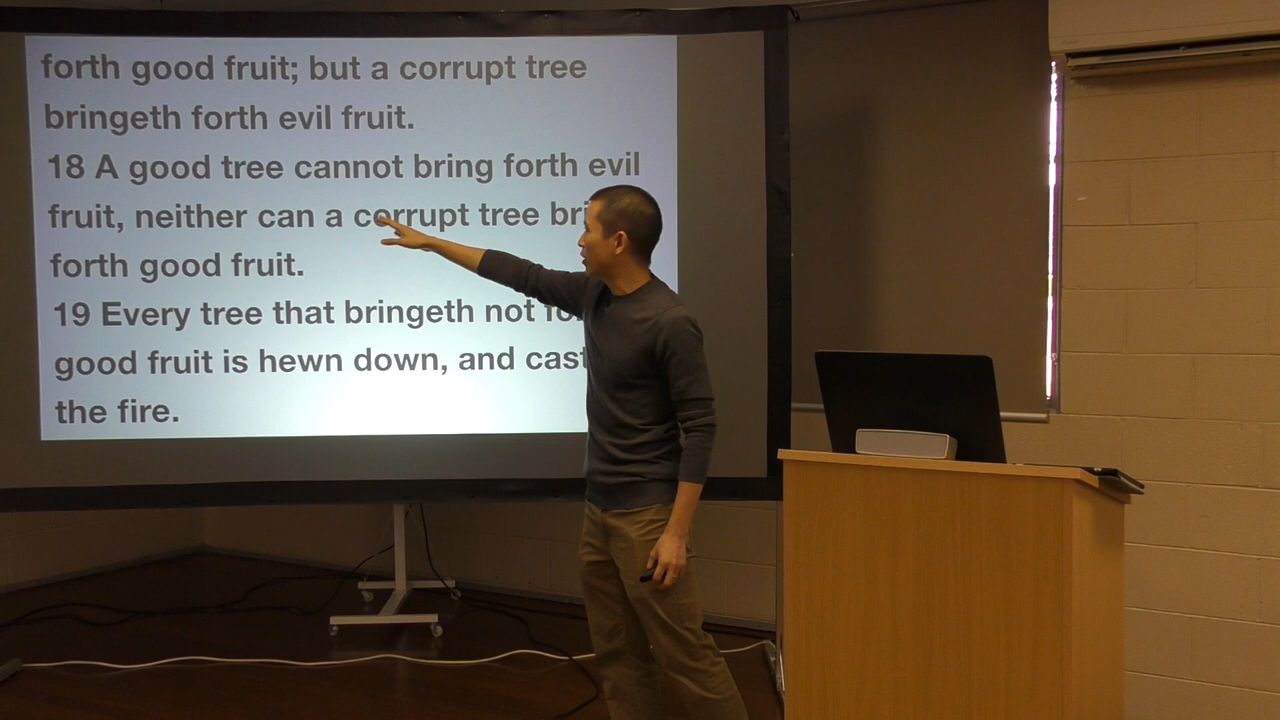 forth good fruit; but a corrupt tree
bringeth forth evil fruit.
18 A good tree cannot bring forth evil
fruit, neither can a corrupt tree
forth good fruit.
19 Every tree that bringeth not
good fruit is hewn down, and cast
the fire.